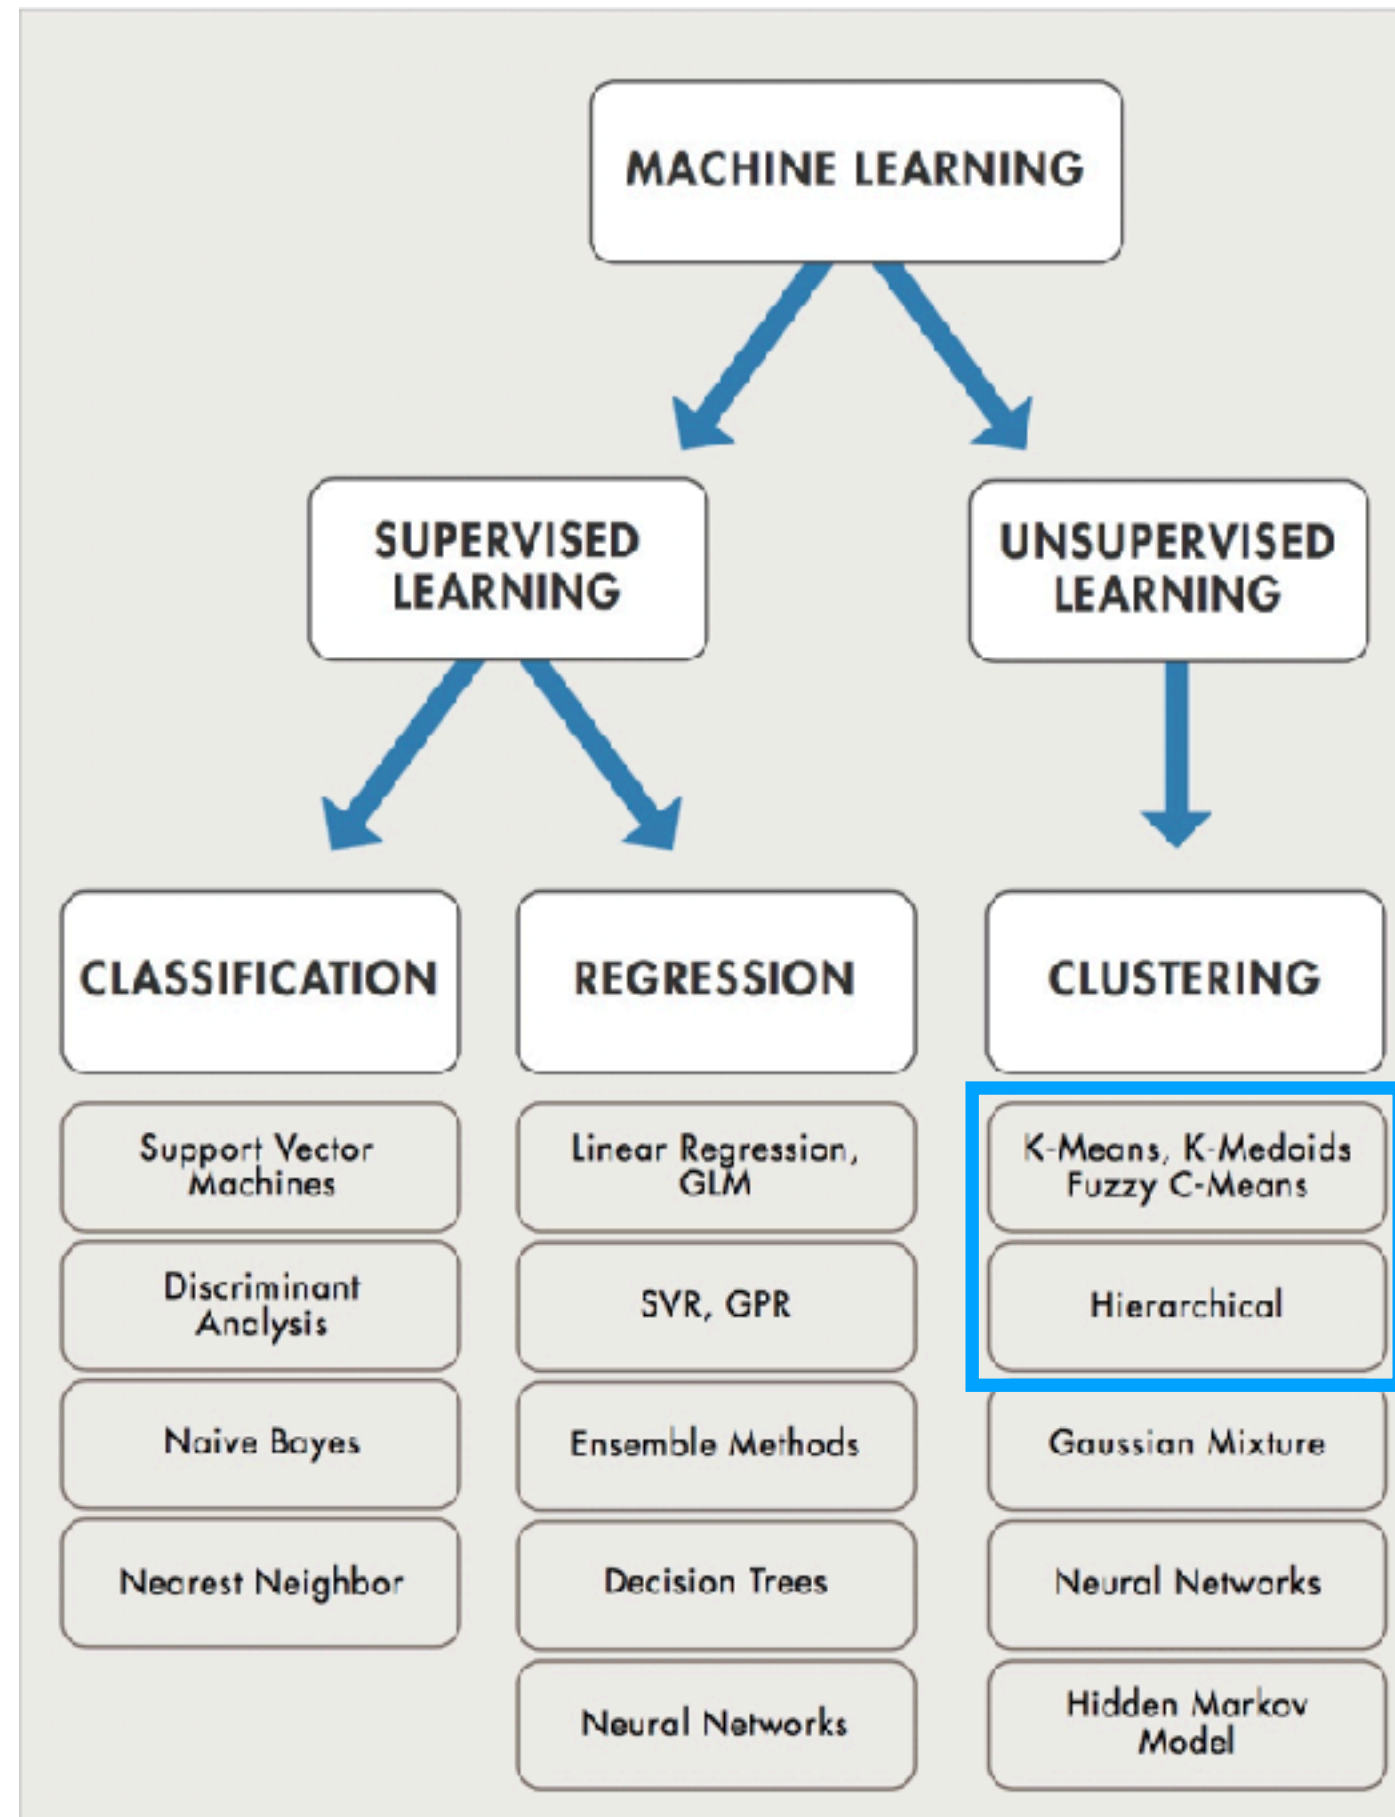 MACHINE LEARNING
SUPERVISED
LEARNING
UNSUPERVISED
LEARNING
CLASSIFICATION
REGRESSION
CLUSTERING
Support Vector
Machines
Discriminant
Analysis
Naive Bayes
Nearest Neighbor
Linear Regression,
GLM
SVR, GPR
Ensemble Methods
Decision Trees
Neural Networks
K-Means, K-Medoids
Fuzzy C-Means
Hierarchical
Gaussian Mixture
Neural Networks
Hidden Markov
Model